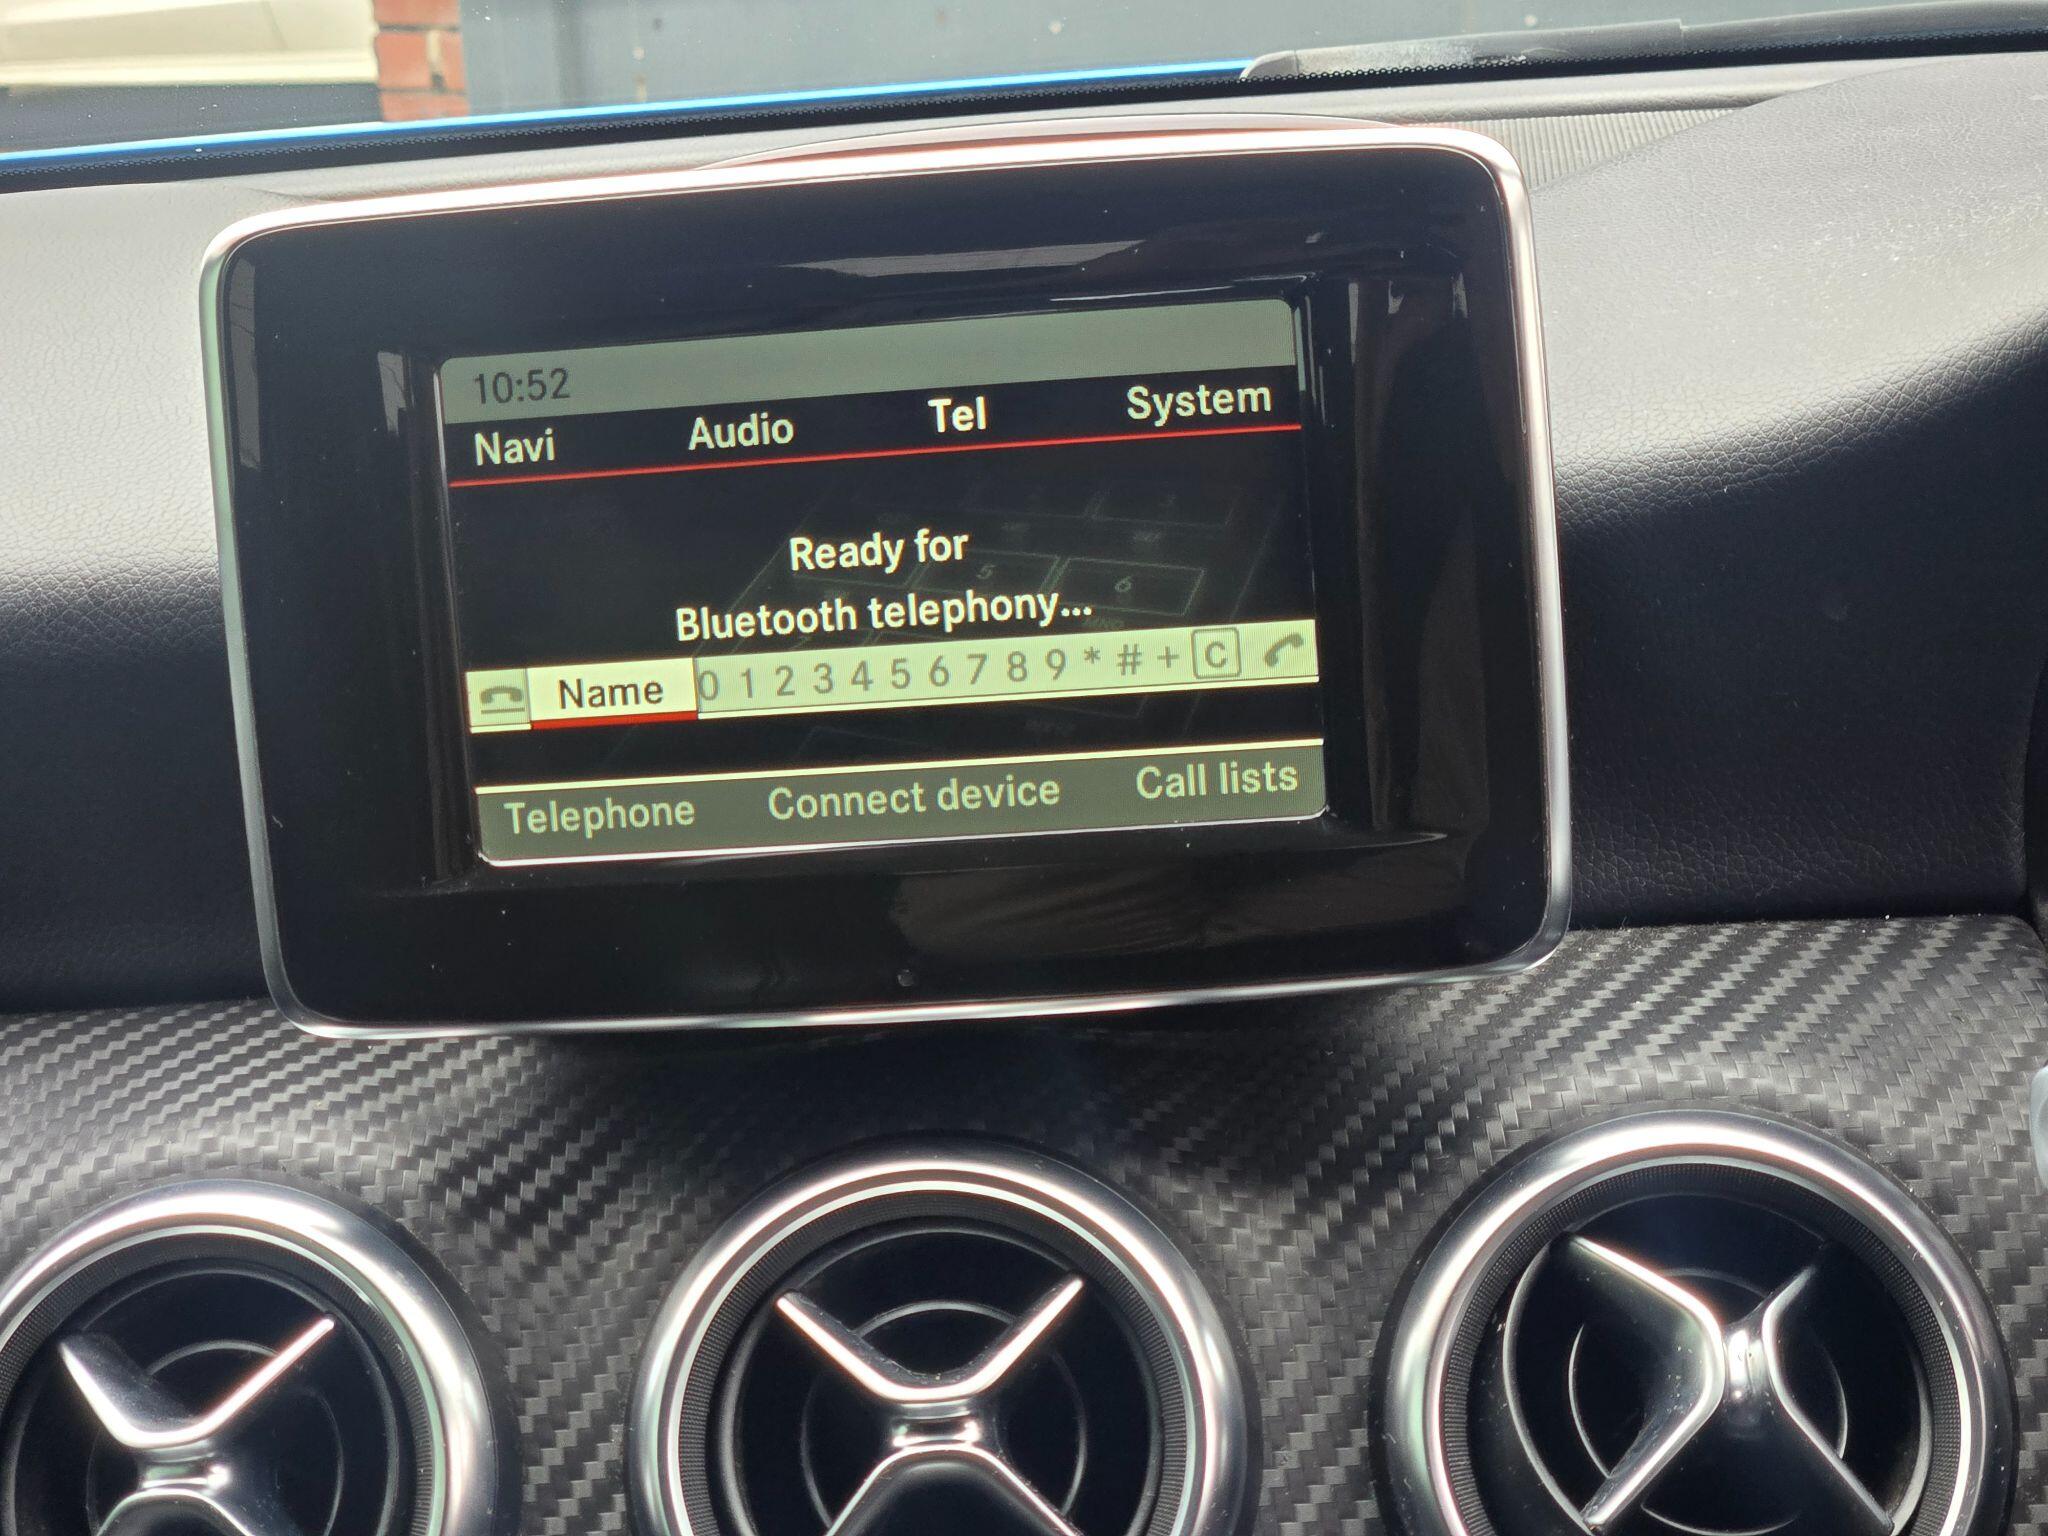 10:52
Navi Audio Tel System
Ready for
Bluetooth telephony...
Name 0 1 2 3 4 5 6 7 8 9 * # + C
Telephone Connect device Call lists